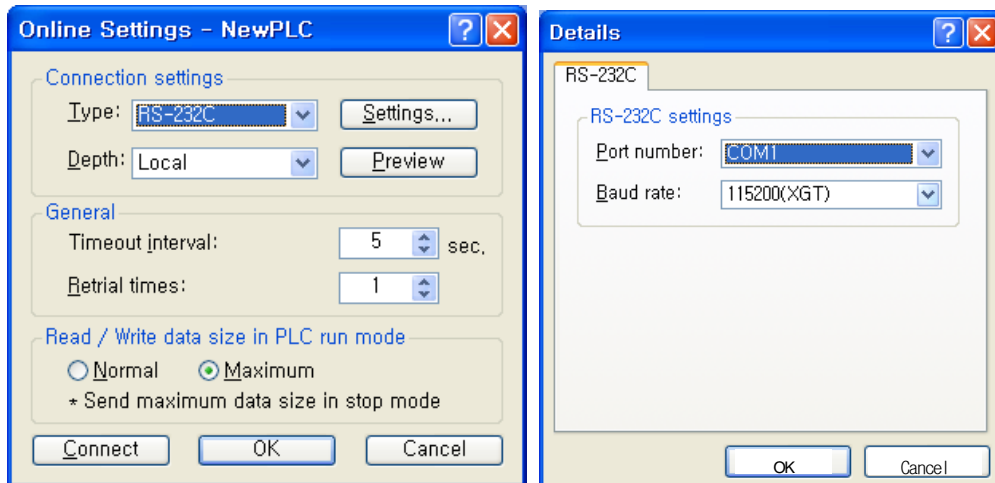 Online Settings - NewPLC
Connection settings
Type: RS-232C Settings...
Depth: Local Preview
General
Timeout interval: 5 sec,
Retrial times: 1
Read / Write data size in PLC run mode
Normal Maximum
* Send maximum data size in stop mode
Connect OK Cancel
Details
RS-232C
RS-232C settings
Port number: COM1
Baud rate: 115200(XGT)
OK Cancel